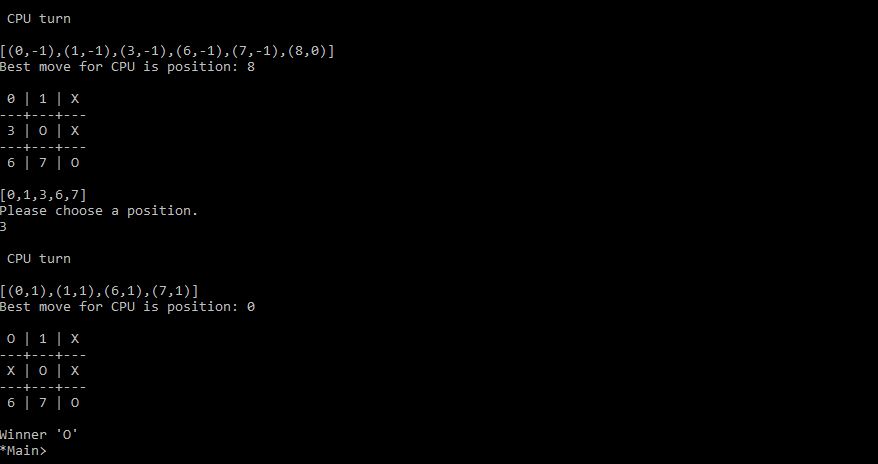 CPU turn
[(0,-1),(1,-1),(3,-1),(6,-1),(7,-1),(8,0)]
Best move for CPU is position: 8
0 | 1 | X
---+---+---
3 | O | X
---+---+---
6 | 7 | O
[0,1,3,6,7]
Please choose a position.
3
CPU turn
[(0,1),(1,1),(6,1),(7,1)]
Best move for CPU is position: 0
O | 1 | X
---+---+---
X | O | X
---+---+---
6 | 7 | O
Winner 'O'
*Main>